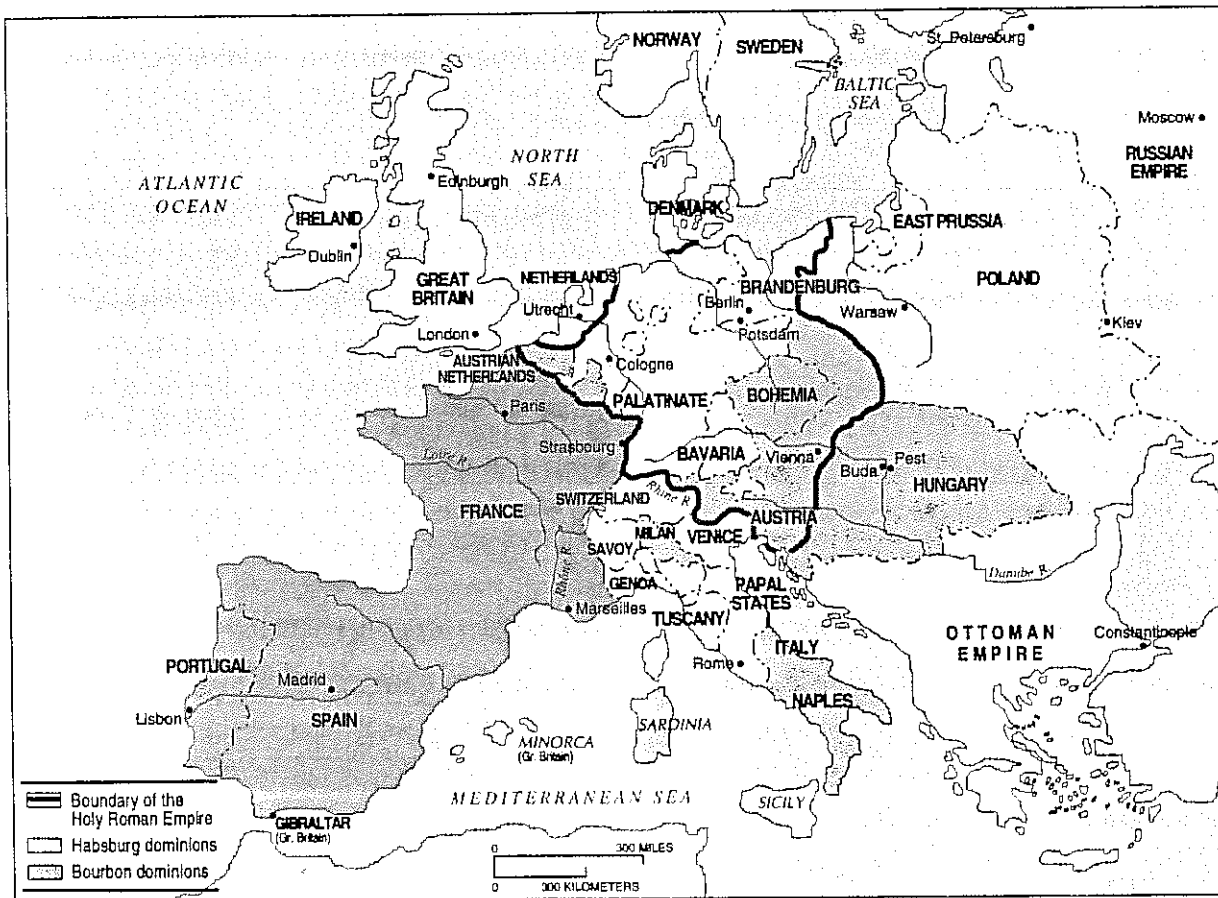 NORWAY
SWEDEN
St. Petersburg
BALTIC
SEA
Moscow
RUSSIAN
EMPIRE
ATLANTIC
OCEAN
NORTH
SEA
Edinburgh
IRELAND
Dublin
DENMARK
EAST PRUSSIA
GREAT
BRITAIN
NETHERLANDS
BRANDENBURG
POLAND
Utrecht
Berlin
Warsaw
London
Potsdam
Kiev
AUSTRIAN
NETHERLANDS
Cologne
PALATINATE
BOHEMIA
Paris
Strasbourg
BAVARIA
Vienna
Buda
Pest
Loire R.
HUNGARY
Rhine R.
SWITZERLAND
FRANCE
AUSTRIA
MILAN
VENICE
SAVOY
Rhine R.
GENOA
Danube R.
PAPAL
STATES
Marseilles
TUSCANY
OTTOMAN
EMPIRE
Constantinople
ITALY
PORTUGAL
Rome
Madrid
NAPLES
Lisbon
SPAIN
SARDINIA
MINORCA
(Gr. Britain)
MEDITERRANEAN SEA
SICILY
Boundary of the
Holy Roman Empire
Habsburg dominions
Bourbon dominions
GIBRALTAR
(Gr. Britain)
0 300 MILES
0 300 KILOMETERS